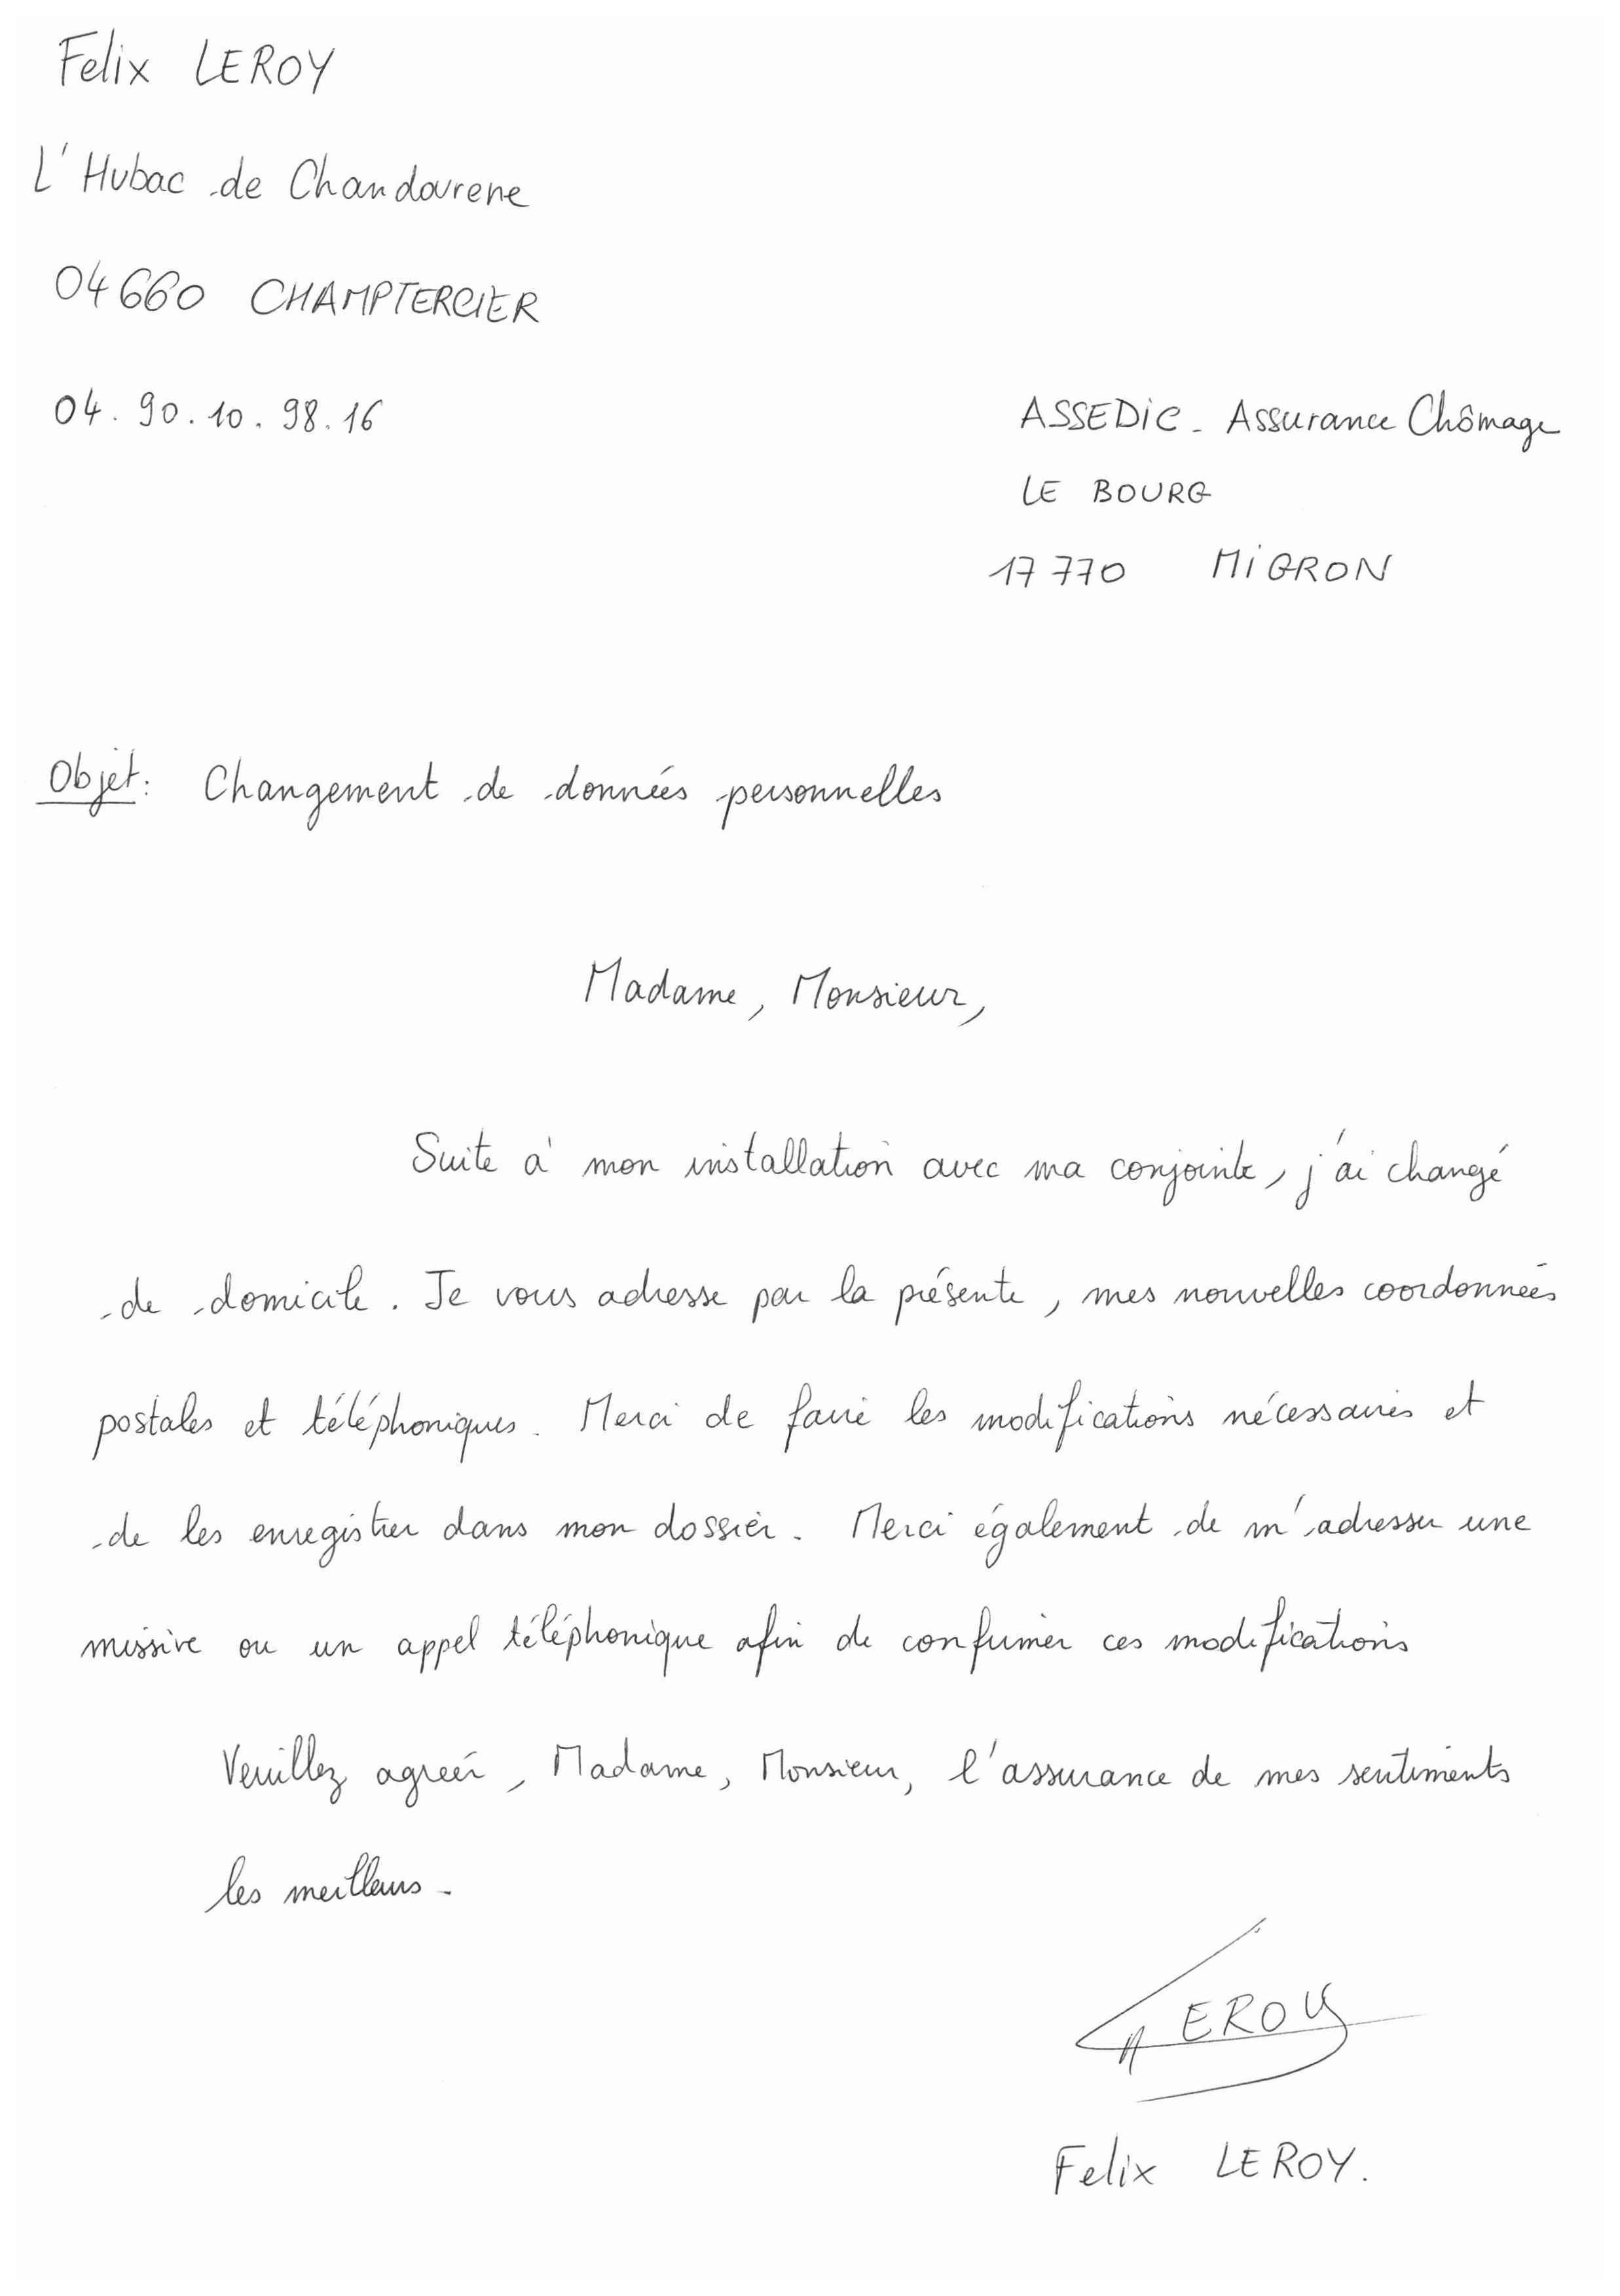 Felix LEROY
L'Hubac de Chandourene
04660 CHAMPTERCIER
04.90.10.98.16
ASSEDIC - Assurance Chômage
LE BOURG
17770 MIGRON
Objet: Changement de données personnelles
Madame, Monsieur,
Suite à mon installation avec ma conjointe, j'ai changé
de domicile. Je vous adresse par la présente, mes nouvelles coordonnées
postales et téléphoniques. Merci de faire les modifications nécessaires et
de les enregistrer dans mon dossier. Merci également de m'adresser une
missive ou un appel téléphonique afin de confirmer ces modifications
Veuillez agréer, Madame, Monsieur, l'assurance de mes sentiments
les meilleurs.
LEROY
Felix LEROY.